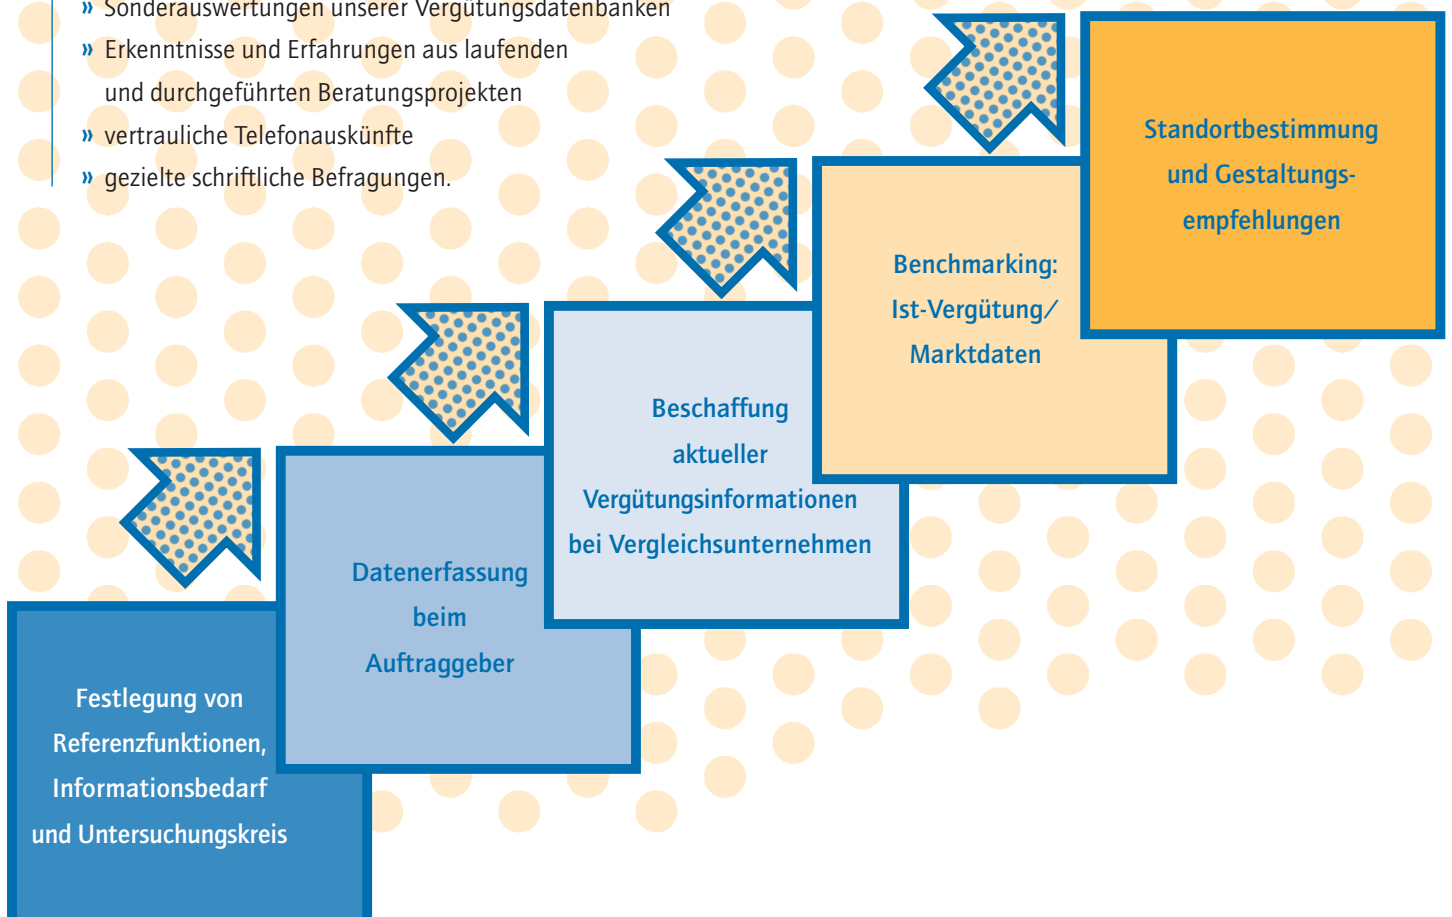 » Sonderauswertungen unserer Vergütungsdatenbanken
» Erkenntnisse und Erfahrungen aus laufenden
und durchgeführten Beratungsprojekten
» vertrauliche Telefonauskünfte
» gezielte schriftliche Befragungen.
Festlegung von
Referenzfunktionen,
Informationsbedarf
und Untersuchungskreis
Datenerfassung
beim
Auftraggeber
Beschaffung
aktueller
Vergütungsinformationen
bei Vergleichsunternehmen
Benchmarking:
Ist-Vergütung/
Marktdaten
Standortbestimmung
und Gestaltungs-
empfehlungen